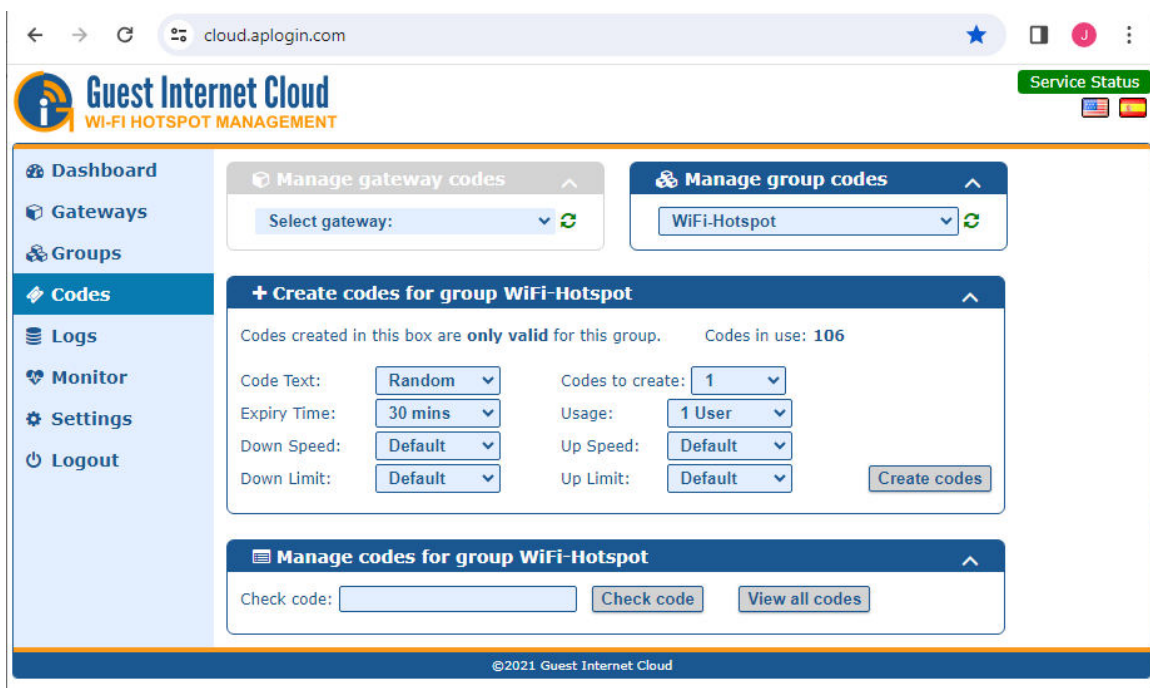 cloud.aplogin.com
J
Guest Internet Cloud
WI-FI HOTSPOT MANAGEMENT
Service Status
Dashboard
Gateways
Groups
Codes
Logs
Monitor
Settings
Logout
Manage gateway codes
Select gateway:
Manage group codes
WiFi-Hotspot
+ Create codes for group WiFi-Hotspot
Codes created in this box are only valid for this group. Codes in use: 106
Code Text: Random Codes to create: 1
Expiry Time: 30 mins Usage: 1 User
Down Speed: Default Up Speed: Default
Down Limit: Default Up Limit: Default Create codes
Manage codes for group WiFi-Hotspot
Check code: Check code View all codes
©2021 Guest Internet Cloud